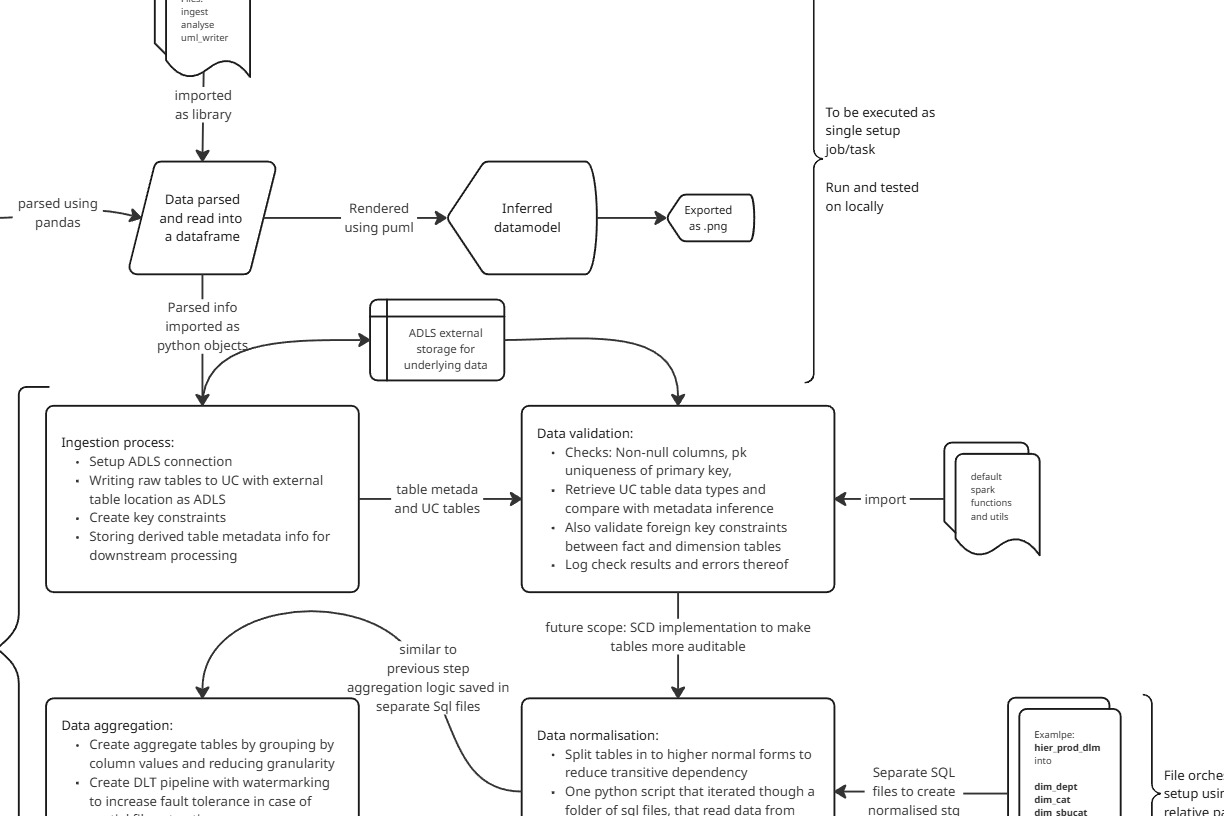 Files:
ingest
analyse
uml_writer
imported
as library
To be executed as
single setup
job/task
Run and tested
on locally
parsed using
pandas
Data parsed
and read into
a dataframe
Rendered
using puml
Inferred
datamodel
Exported
as .png
Parsed info
imported as
python objects
ADLS external
storage for
underlying data
Ingestion process:
• Setup ADLS connection
• Writing raw tables to UC with external
table location as ADLS
• Create key constraints
• Storing derived table metadata info for
downstream processing
table metada
and UC tables
Data validation:
• Checks: Non-null columns, pk
uniqueness of primary key,
• Retrieve UC table data types and
compare with metadata inference
• Also validate foreign key constraints
between fact and dimension tables
• Log check results and errors thereof
import
default
spark
functions
and utils
future scope: SCD implementation to make
tables more auditable
similar to
previous step
aggregation logic saved in
separate Sql files
Data aggregation:
• Create aggregate tables by grouping by
column values and reducing granularity
• Create DLT pipeline with watermarking
to increase fault tolerance in case of
Data normalisation:
• Split tables in to higher normal forms to
reduce transitive dependency
• One python script that iterated though a
folder of sql files, that read data from
Separate SQL
files to create
normalised stg
Examlpe:
hier_prod_dlm
into
dim_dept
dim_cat
dim_sbucat
File orches
setup usin
relative pa